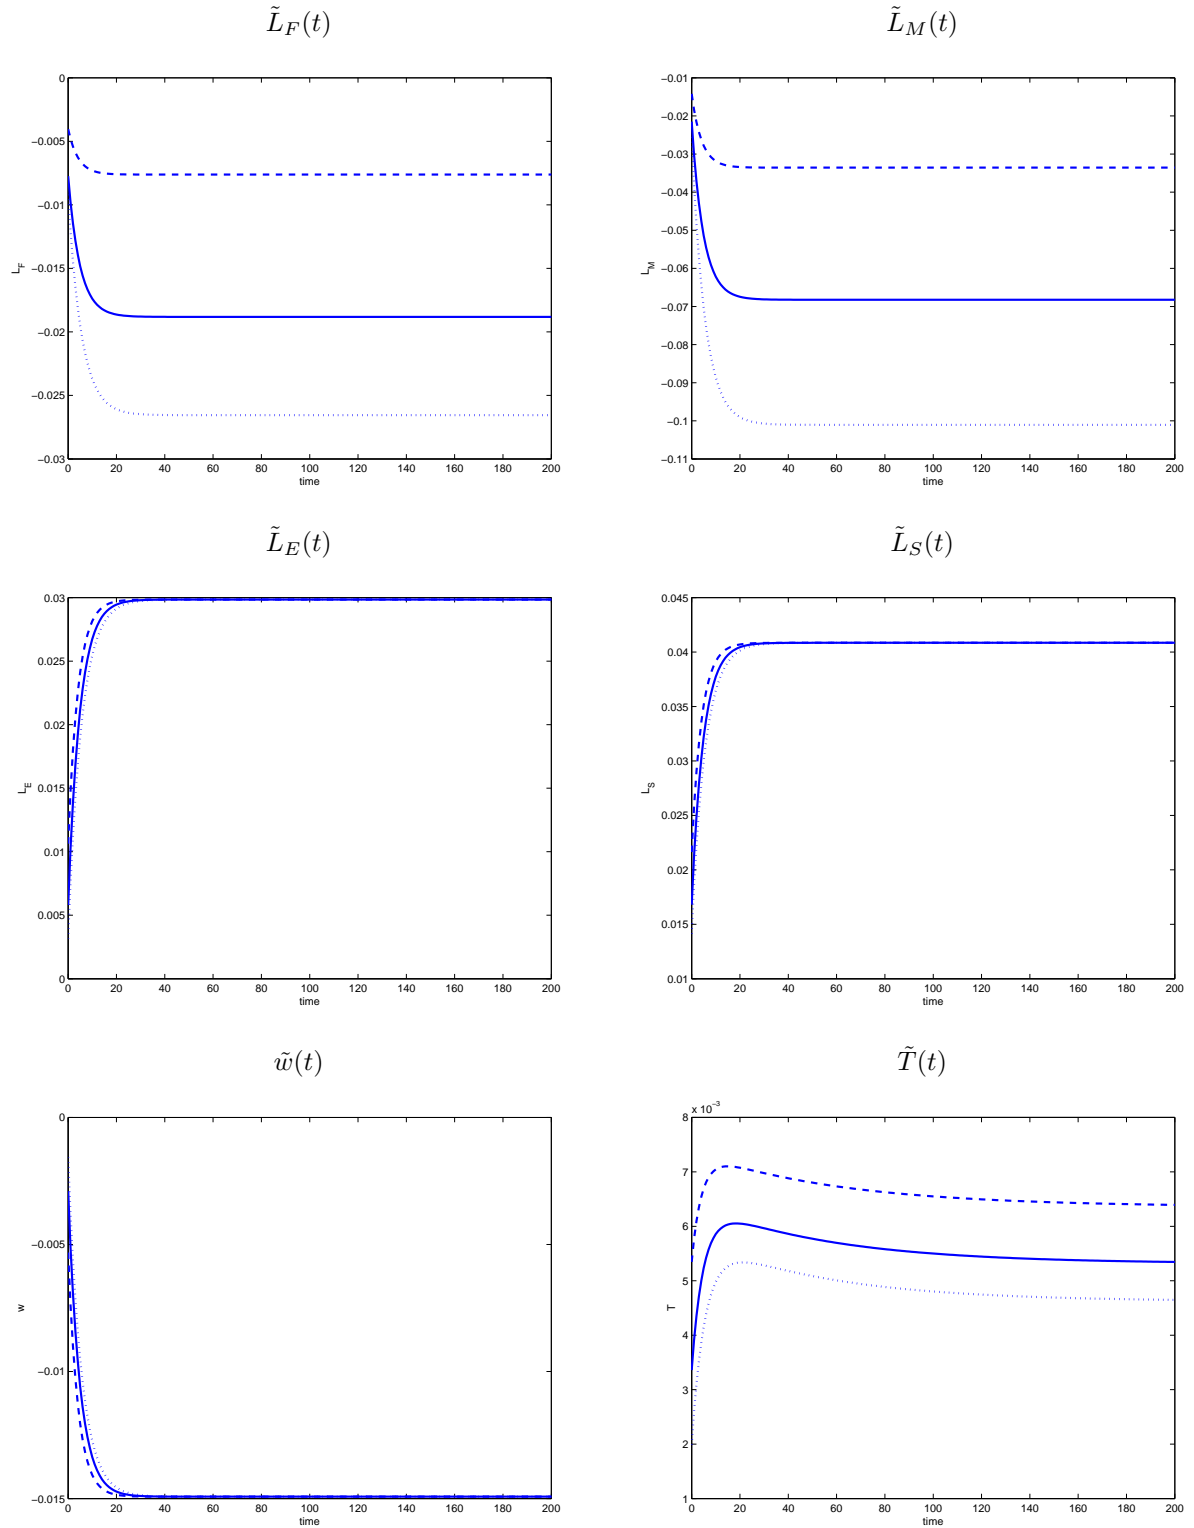 L̃_F(t)
L̃_M(t)
0
−0.005
−0.01
−0.015
−0.02
−0.025
−0.03
L_F
0 20 40 60 80 100 120 140 160 180 200
time
−0.01
−0.02
−0.03
−0.04
−0.05
−0.06
−0.07
−0.08
−0.09
−0.1
−0.11
L_M
0 20 40 60 80 100 120 140 160 180 200
time
L̃_E(t)
L̃_S(t)
0.03
0.025
0.02
0.015
0.01
0.005
0
L_E
0 20 40 60 80 100 120 140 160 180 200
time
0.045
0.04
0.035
0.03
0.025
0.02
0.015
0.01
L_S
0 20 40 60 80 100 120 140 160 180 200
time
w̃(t)
T̃(t)
0
−0.005
−0.01
−0.015
w
0 20 40 60 80 100 120 140 160 180 200
time
x 10⁻³
8
7
6
5
4
3
2
1
T
0 20 40 60 80 100 120 140 160 180 200
time